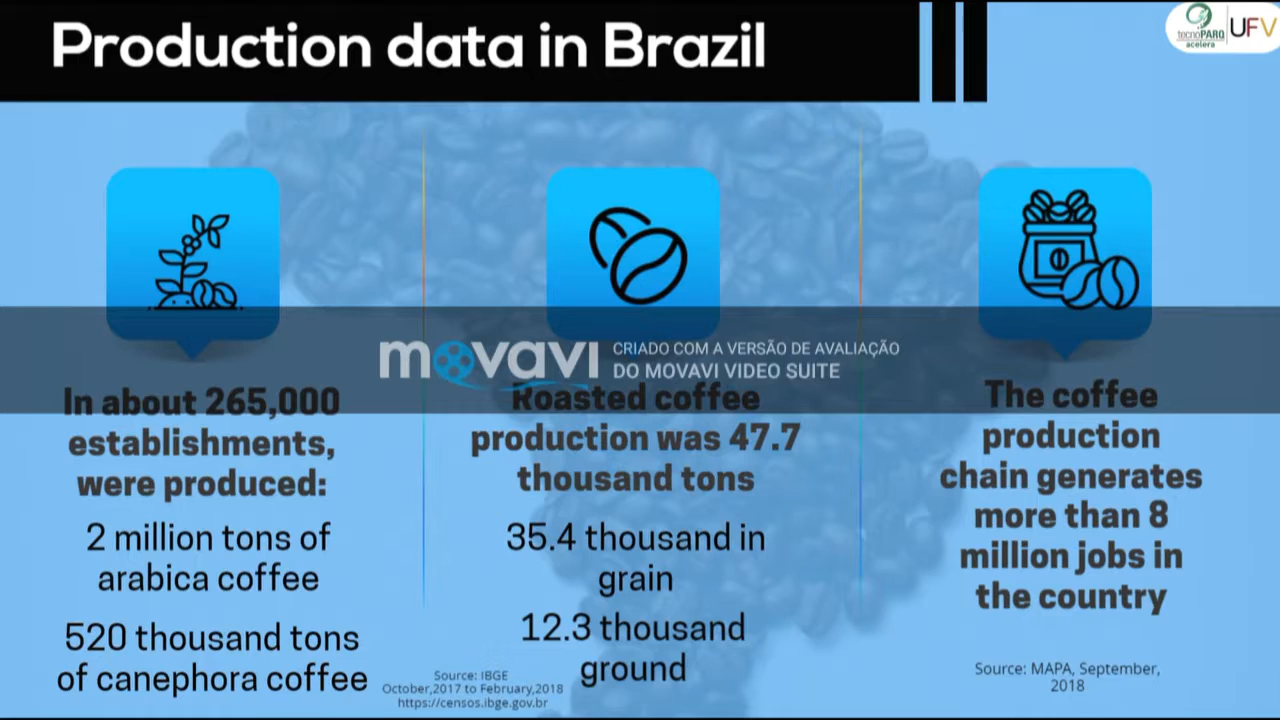 Production data in Brazil
tecnoPARQ
acelera
UFV
movavi
CRIADO COM A VERSÃO DE AVALIAÇÃO
DO MOVAVI VIDEO SUITE
In about 265,000
establishments,
were produced:
2 million tons of
arabica coffee
520 thousand tons
of canephora coffee
Roasted coffee
production was 47.7
thousand tons
35.4 thousand in
grain
12.3 thousand
ground
Source: IBGE
October,2017 to February,2018
https://censos.ibge.gov.br
The coffee
production
chain generates
more than 8
million jobs in
the country
Source: MAPA, September,
2018